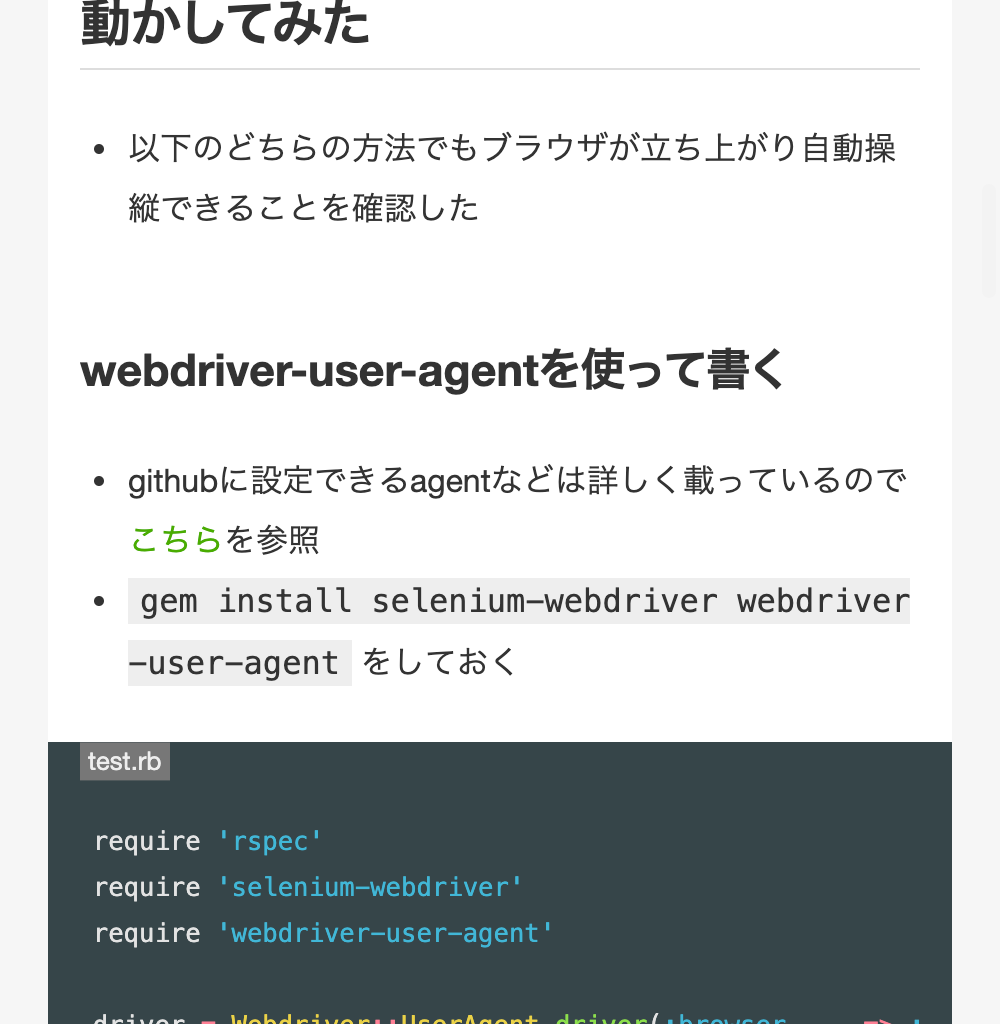 動かしてみた
以下のどちらの方法でもブラウザが立ち上がり自動操
縦できることを確認した
webdriver-user-agentを使って書く
githubに設定できるagentなどは詳しく載っているので
こちらを参照
gem install selenium-webdriver webdriver
-user-agent をしておく
test.rb
require 'rspec'
require 'selenium-webdriver'
require 'webdriver-user-agent'
driver = Webdriver::UserAgent.driver(:browser => :